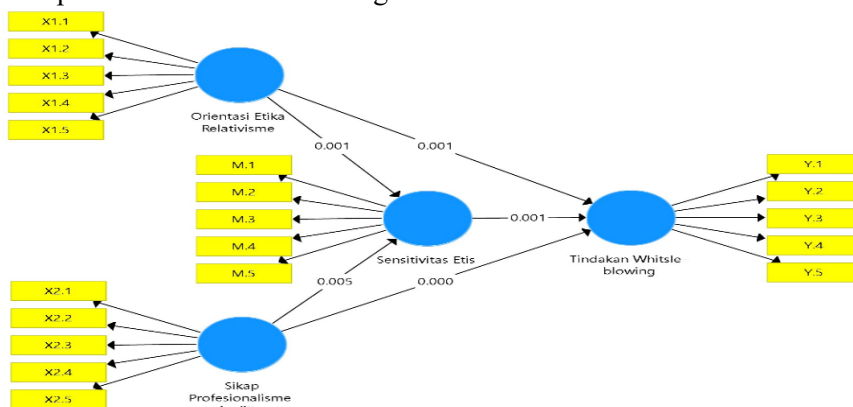 X1.1
X1.2
X1.3
X1.4
X1.5
Orientasi Etika
Relativisme
0.001
0.001
M.1
M.2
M.3
M.4
M.5
Sensitivitas Etis
0.001
Y.1
Y.2
Y.3
Y.4
Y.5
Tindakan Whitsle
blowing
0.005
0.000
X2.1
X2.2
X2.3
X2.4
X2.5
Sikap
Profesionalisme